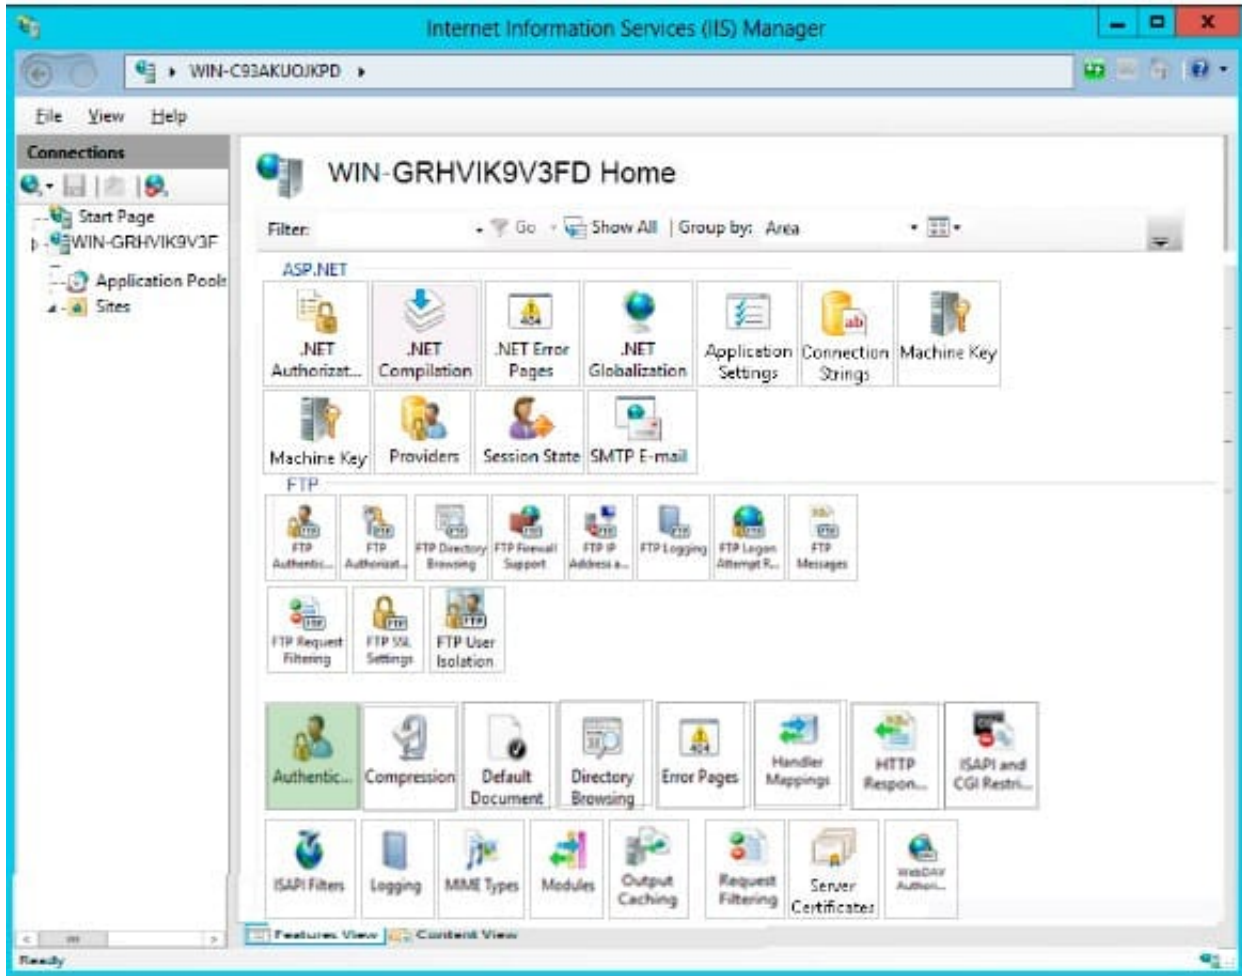 Internet Information Services (IIS) Manager
WIN-C93AKUOJKPD
File View Help
Connections
Start Page
WIN-GRHVIK9V3F
Application Pools
Sites
WIN-GRHVIK9V3FD Home
Filter: Go Show All Group by: Area
ASP.NET
.NET Authorizat...
.NET Compilation
.NET Error Pages
.NET Globalization
Application Settings
Connection Strings
Machine Key
Machine Key
Providers
Session State
SMTP E-mail
FTP
FTP Authentic...
FTP Authorizat...
FTP Directory Browsing
FTP Firewall Support
FTP IP Address a...
FTP Logging
FTP Logon Attempt R...
FTP Messages
FTP Request Filtering
FTP SSL Settings
FTP User Isolation
Authentic...
Compression
Default Document
Directory Browsing
Error Pages
Handler Mappings
HTTP Respon...
ISAPI and CGI Restri...
ISAPI Filters
Logging
MIME Types
Modules
Output Caching
Request Filtering
Server Certificates
WebDAV Authori...
Features View Content View
Ready